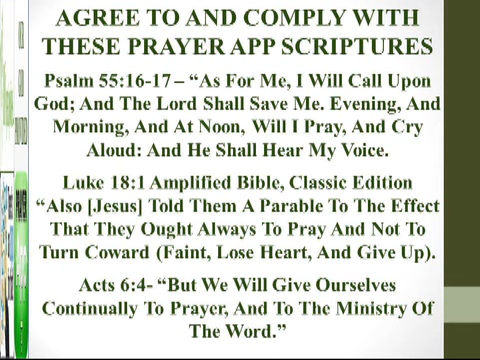 AGREE TO AND COMPLY WITH
THESE PRAYER APP SCRIPTURES
Psalm 55:16-17 – “As For Me, I Will Call Upon
God; And The Lord Shall Save Me. Evening, And
Morning, And At Noon, Will I Pray, And Cry
Aloud: And He Shall Hear My Voice.
Luke 18:1 Amplified Bible, Classic Edition
“Also [Jesus] Told Them A Parable To The Effect
That They Ought Always To Pray And Not To
Turn Coward (Faint, Lose Heart, And Give Up).
Acts 6:4- “But We Will Give Ourselves
Continually To Prayer, And To The Ministry Of
The Word.”